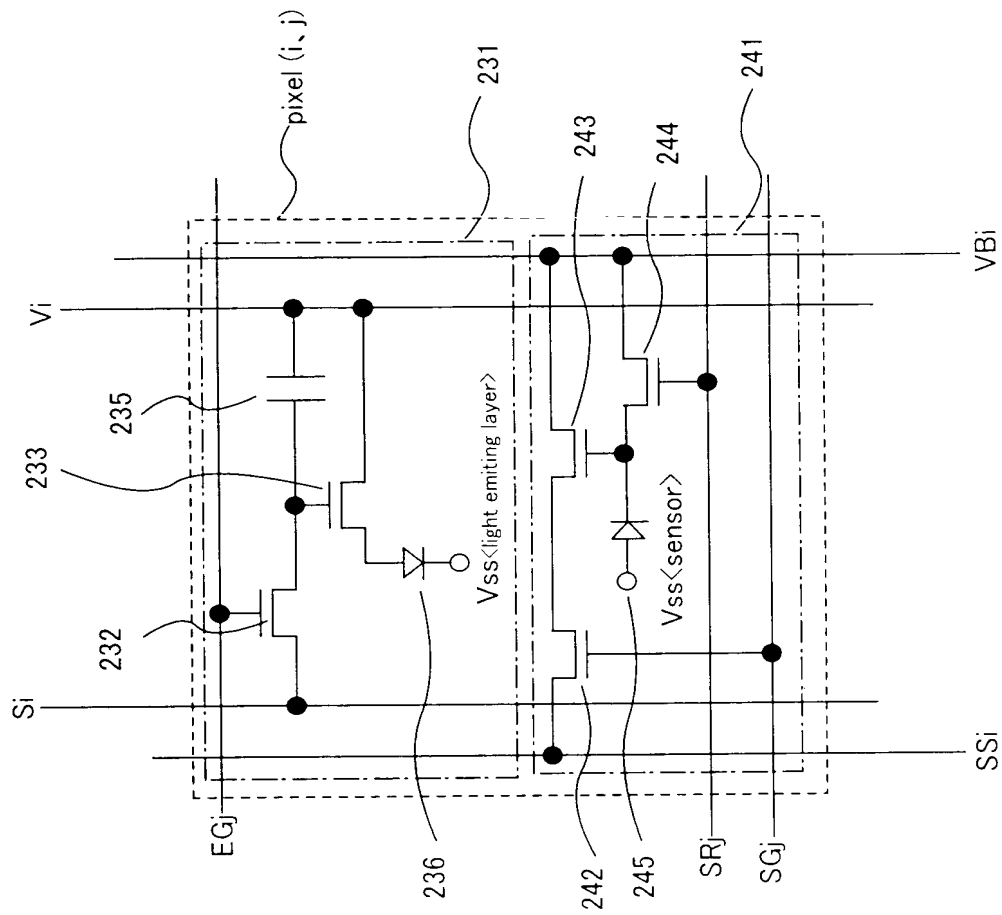 pixel (i、j)
231
241
243
244
Vi
VBi
235
233
Vss<light emiting layer>
Vss<sensor>
232
Si
SSi
EGj
236
242
245
SRj
SGj